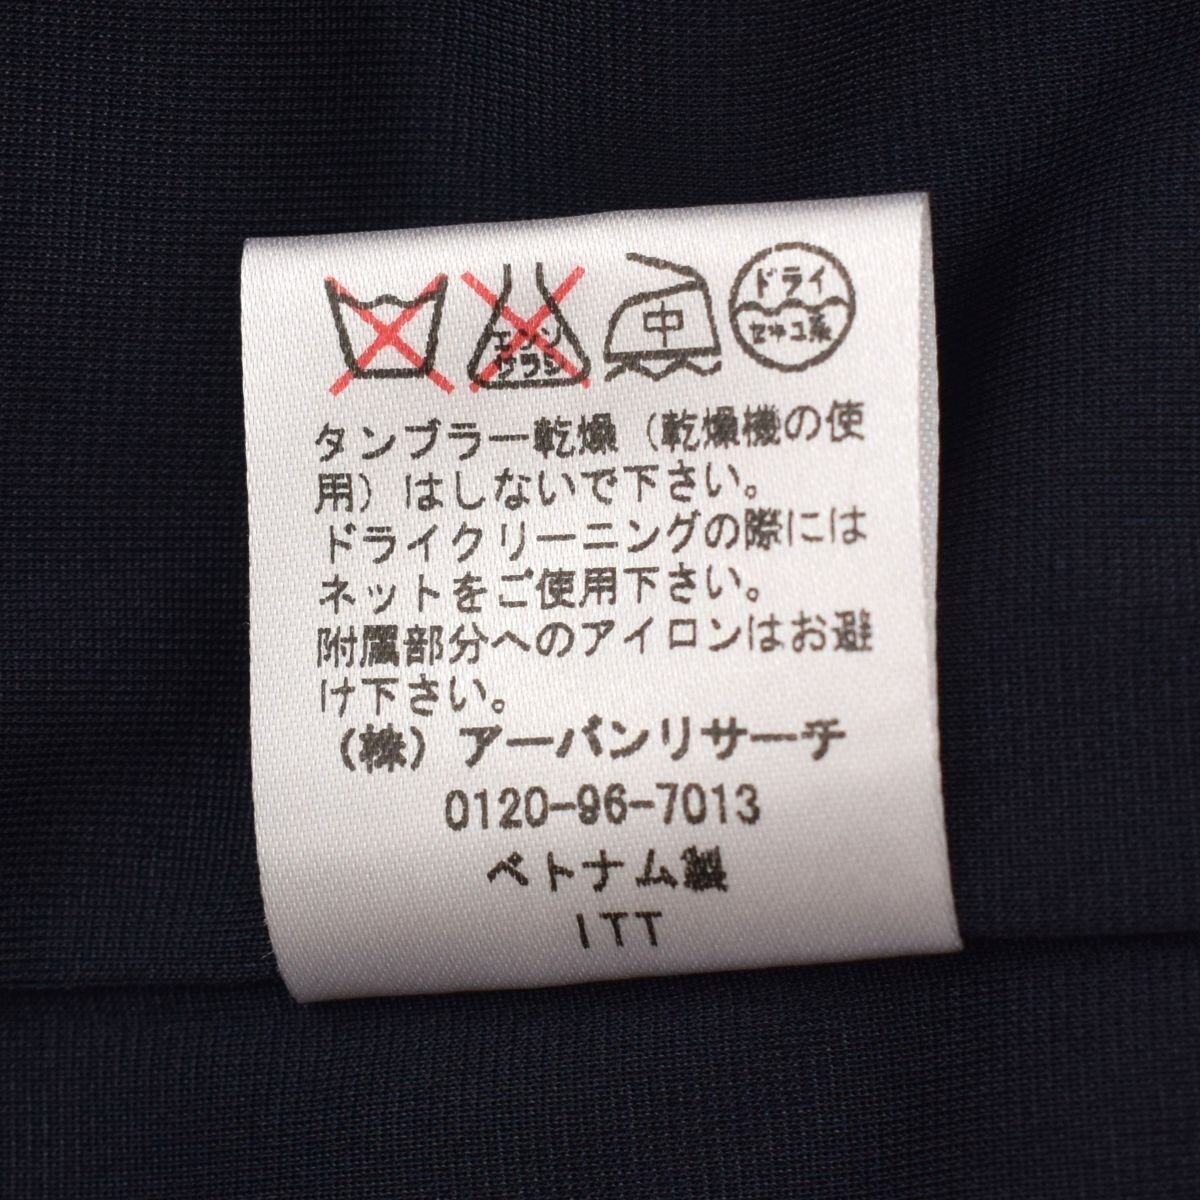 エンソ
サラシ
中
ドライ
セキユ系
タンブラー乾燥（乾燥機の使
用）はしないで下さい。
ドライクリーニングの際には
ネットをご使用下さい。
附属部分へのアイロンはお避
け下さい。
（株）アーバンリサーチ
0120-96-7013
ベトナム製
ITT